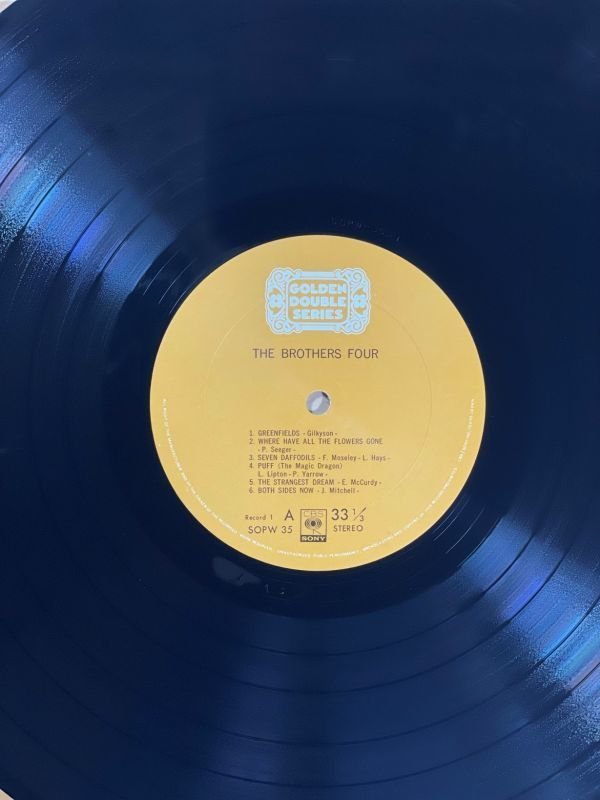 GOLDEN
DOUBLE
SERIES
THE BROTHERS FOUR
1. GREENFIELDS - Gilkyson -
2. WHERE HAVE ALL THE FLOWERS GONE
- P. Seeger -
3. SEVEN DAFFODILS - F. Moseley - L. Hays -
4. PUFF (The Magic Dragon)
L. Lipton - P. Yarrow -
5. THE STRANGEST DREAM - E. McCurdy -
6. BOTH SIDES NOW - J. Mitchell -
Record 1 A CBS 33 1/3
SOPW 35 SONY STEREO